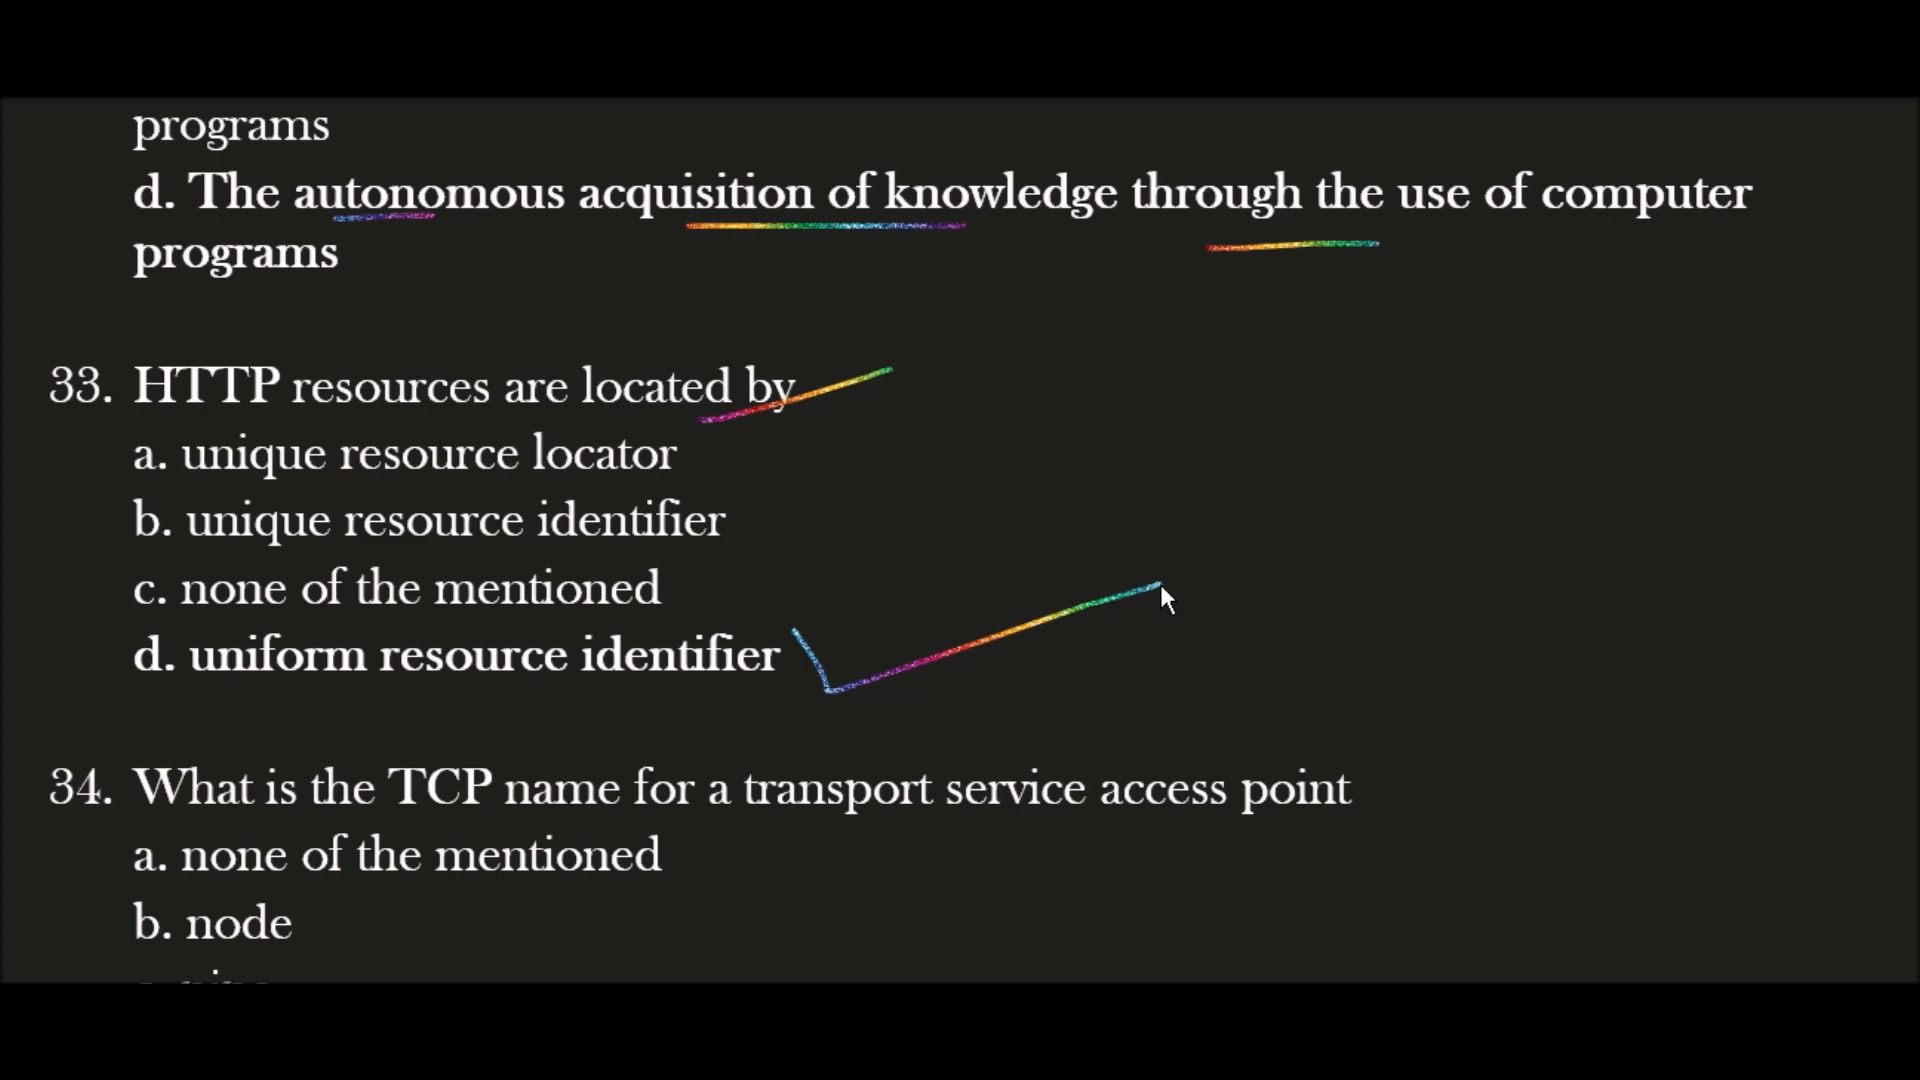 programs
d. The autonomous acquisition of knowledge through the use of computer
programs
33. HTTP resources are located by
a. unique resource locator
b. unique resource identifier
c. none of the mentioned
d. uniform resource identifier
34. What is the TCP name for a transport service access point
a. none of the mentioned
b. node